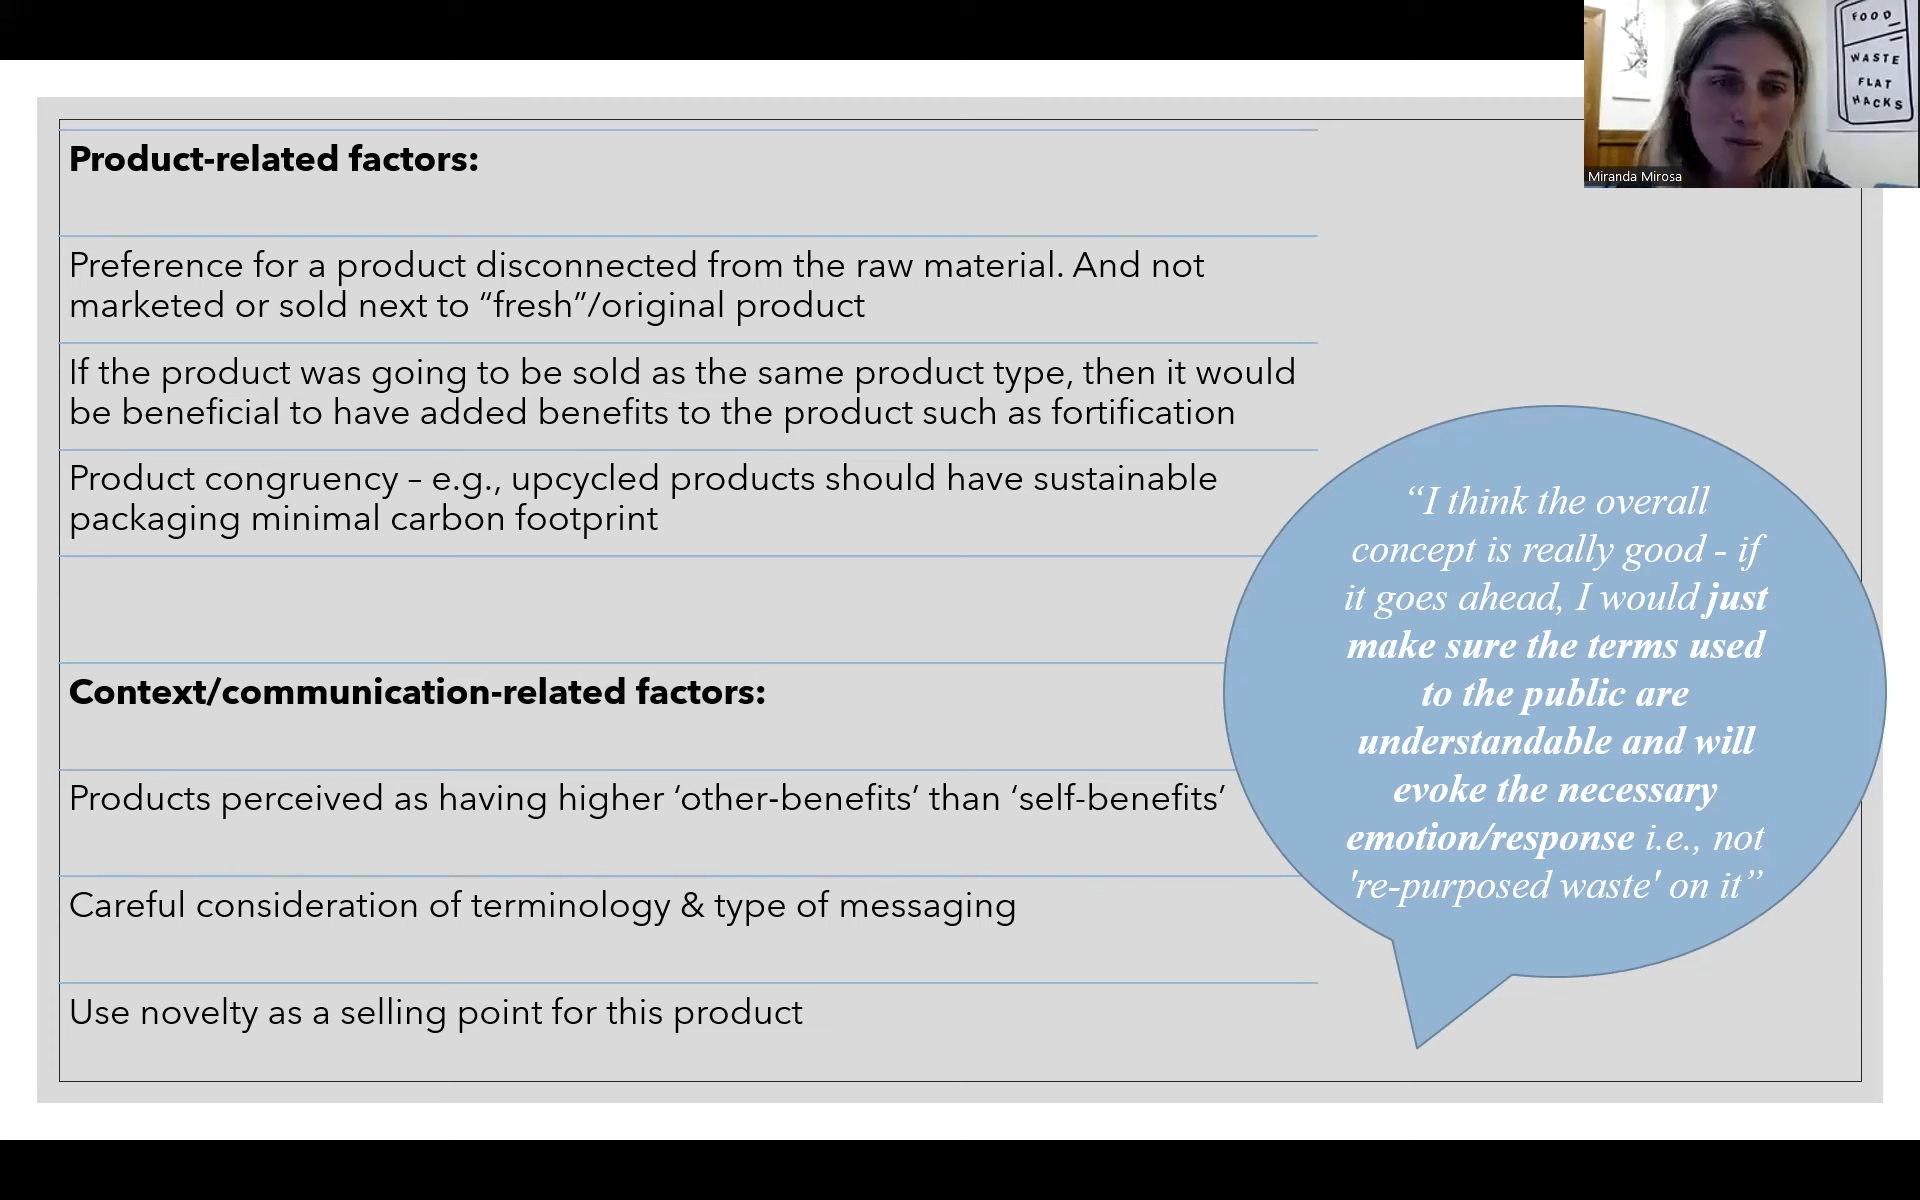 FOOD
WASTE
FLAT
HACKS
Miranda Mirosa
Product-related factors:
Preference for a product disconnected from the raw material. And not
marketed or sold next to “fresh”/original product
If the product was going to be sold as the same product type, then it would
be beneficial to have added benefits to the product such as fortification
Product congruency – e.g., upcycled products should have sustainable
packaging minimal carbon footprint
Context/communication-related factors:
Products perceived as having higher ‘other-benefits’ than ‘self-benefits’
Careful consideration of terminology & type of messaging
Use novelty as a selling point for this product
“I think the overall
concept is really good - if
it goes ahead, I would just
make sure the terms used
to the public are
understandable and will
evoke the necessary
emotion/response i.e., not
're-purposed waste' on it”